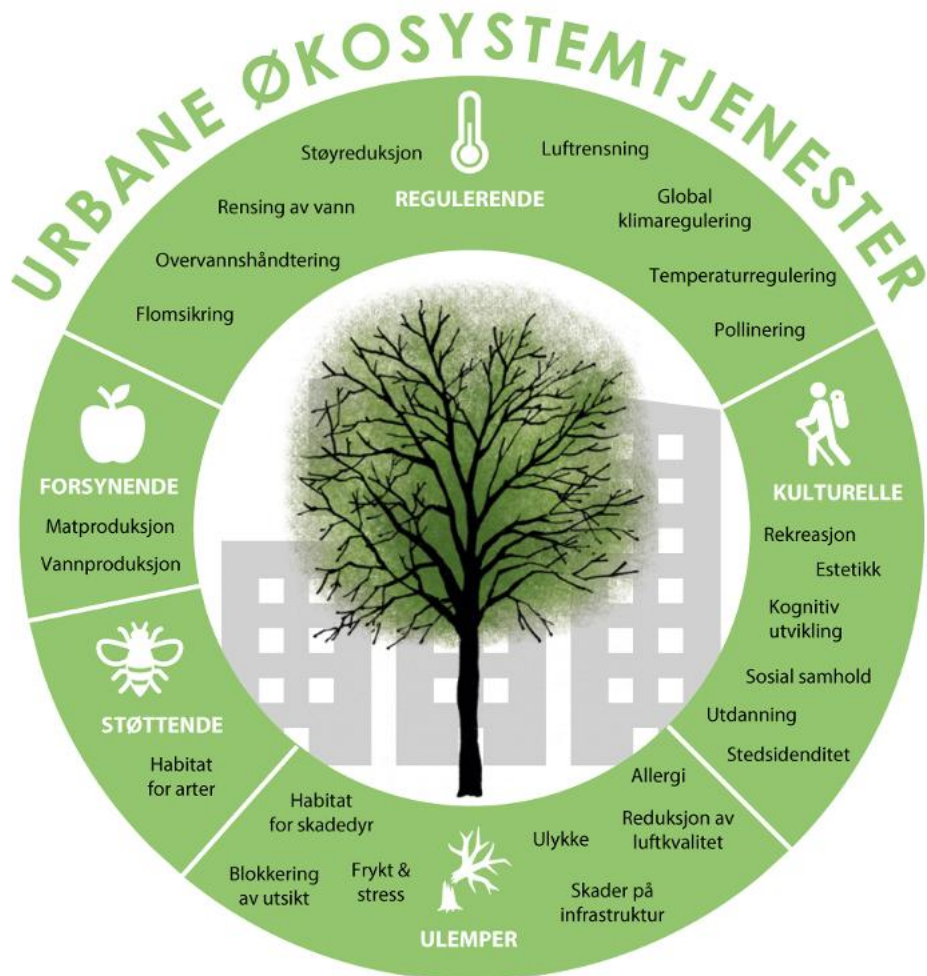 URBANE ØKOSYSTEMTJENESTER
REGULERENDE
Støyreduksjon
Rensing av vann
Overvannshåndtering
Flomsikring
Luftrensning
Global
klimaregulering
Temperaturregulering
Pollinering
KULTURELLE
Rekreasjon
Estetikk
Kognitiv
utvikling
Sosial samhold
Utdanning
Stedsidenditet
FORSYNENDE
Matproduksjon
Vannproduksjon
STØTTENDE
Habitat
for arter
Habitat
for skadedyr
Blokkering
av utsikt
Frykt &
stress
Ulykke
Allergi
Reduksjon av
luftkvalitet
Skader på
infrastruktur
ULEMPER